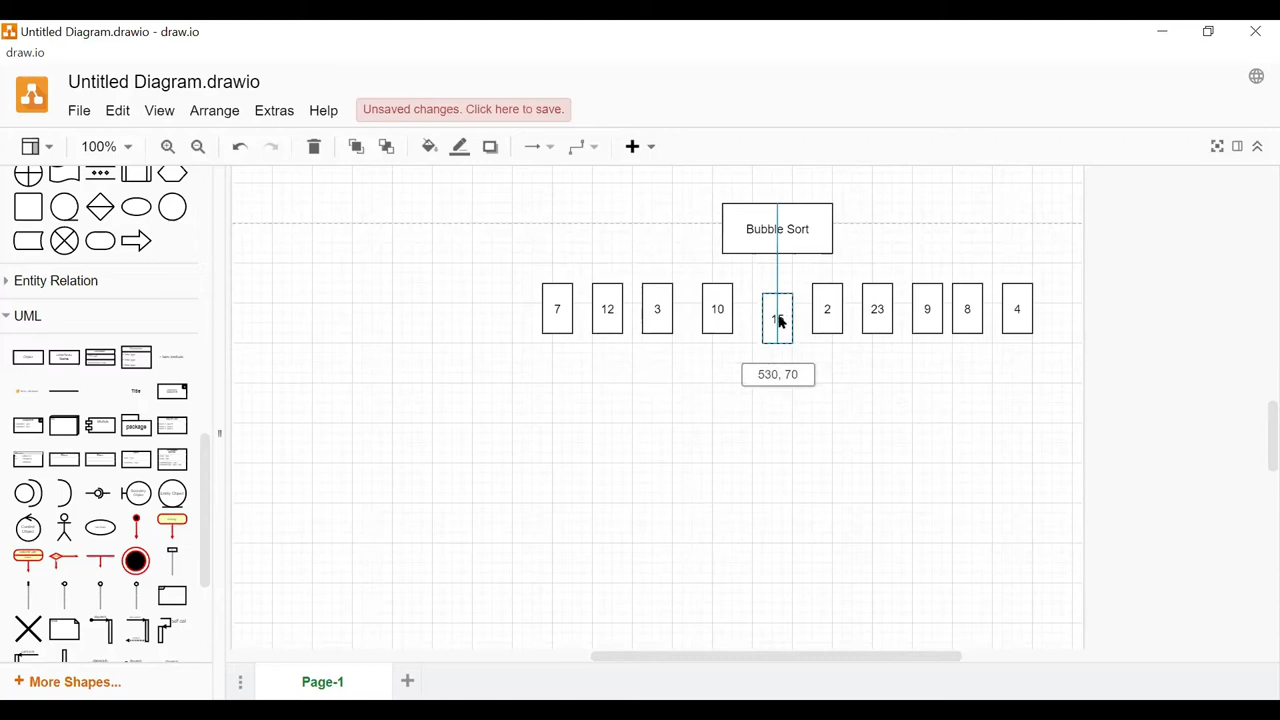 Untitled Diagram.drawio - draw.io
draw.io
Untitled Diagram.drawio
File Edit View Arrange Extras Help Unsaved changes. Click here to save.
100%
Bubble Sort
7 12 3 10 2 23 9 8 4
530, 70
Entity Relation
UML
Title
package
More Shapes...
Page-1